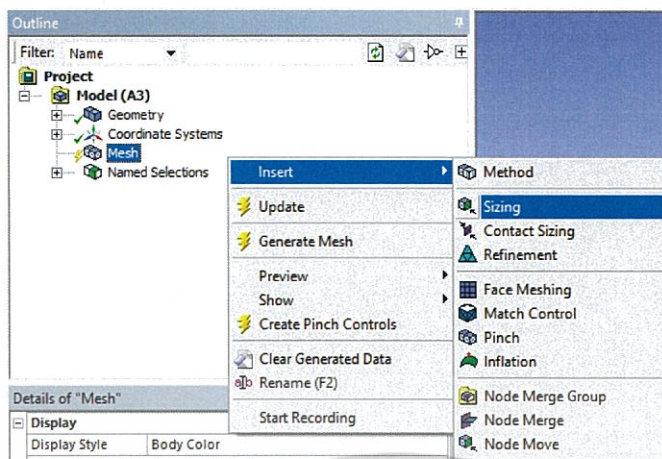 Outline
Filter: Name
Project
Model (A3)
Geometry
Coordinate Systems
Mesh
Named Selections
Insert
Update
Generate Mesh
Preview
Show
Create Pinch Controls
Clear Generated Data
Rename (F2)
Start Recording
Method
Sizing
Contact Sizing
Refinement
Face Meshing
Match Control
Pinch
Inflation
Node Merge Group
Node Merge
Node Move
Details of "Mesh"
Display
Display Style Body Color